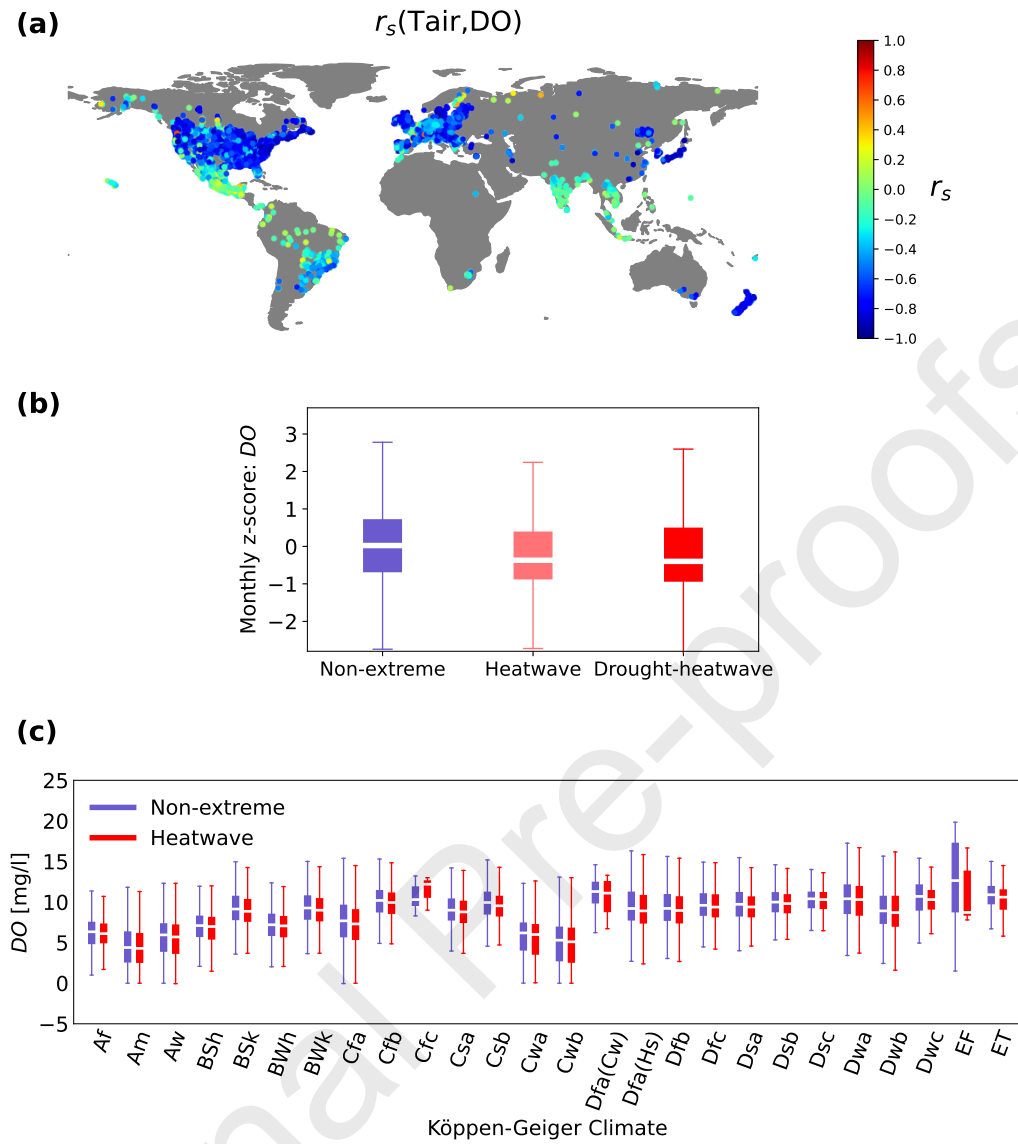 (a)
r_s(Tair,DO)
1.0
0.8
0.6
0.4
0.2
0.0
−0.2
−0.4
−0.6
−0.8
−1.0
r_s
(b)
Monthly z-score: DO
3
2
1
0
−1
−2
Non-extreme Heatwave Drought-heatwave
(c)
DO [mg/l]
25
20
15
10
5
0
−5
Non-extreme
Heatwave
Af Am Aw BSh BSk BWh BWk Cfa Cfb Cfc Csa Csb Cwa Cwb Dfa(Cw) Dfa(Hs) Dfb Dfc Dsa Dsb Dsc Dwa Dwb Dwc EF ET
Köppen-Geiger Climate
nal Pre-proofs